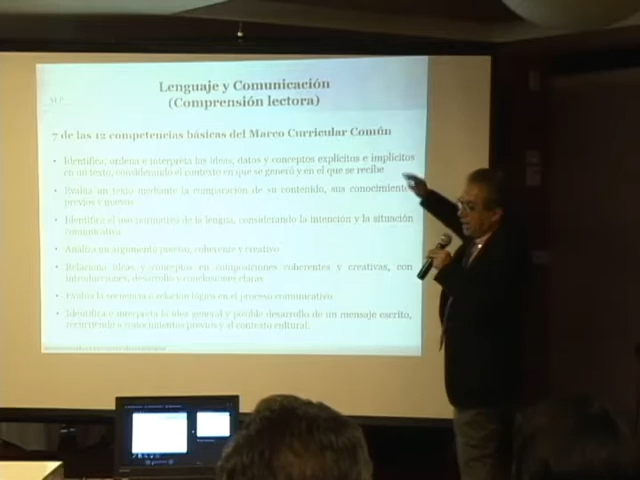 Lenguaje y Comunicación
(Comprensión lectora)
7 de las 12 competencias básicas del Marco Curricular Común
• Identifica, ordena e interpreta las ideas, datos y conceptos explícitos e implícitos
en un texto, considerando el contexto en que se generó y en el que se recibe
• Evalúa un texto mediante la comparación de su contenido, sus conocimientos
previos y nuevos
• Identifica el uso normativo de la lengua, considerando la intención y la situación
comunicativa
• Analiza un argumento preciso, coherente y creativo
• Relaciona ideas y conceptos en composiciones coherentes y creativas, con
introducciones, desarrollo y conclusiones claras
• Evalúa la secuencia o relación lógica en el proceso comunicativo
• Identifica e interpreta la idea general y posible desarrollo de un mensaje escrito,
recurriendo a conocimientos previos y al contexto cultural.